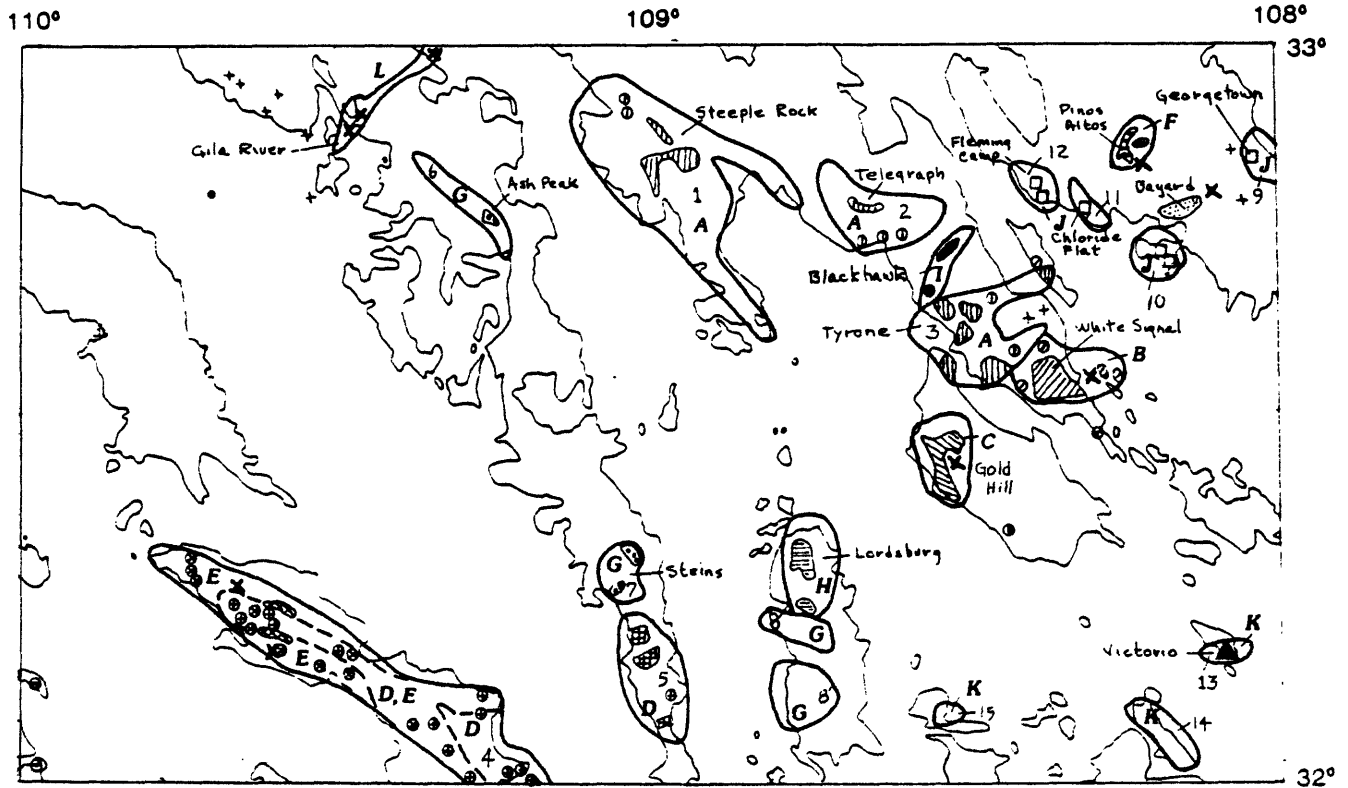 110°
109°
108°
33°
L
Steeple Rock
Georgetown
Pinos
Altos
F
Gila River
Fleming
Camp
12
J
9
6
G
Ash Peak
Telegraph
Bayard
1
A
A
2
J
11
Chloride
Flat
J
10
Blackhawk
I
Tyrone
3
A
White Signal
B
C
Gold
Hill
G
Steins
7
Lordsburg
H
E
G
E
5
D
D, E
D
4
G
8
K
Victorio
13
K
15
K
14
32°